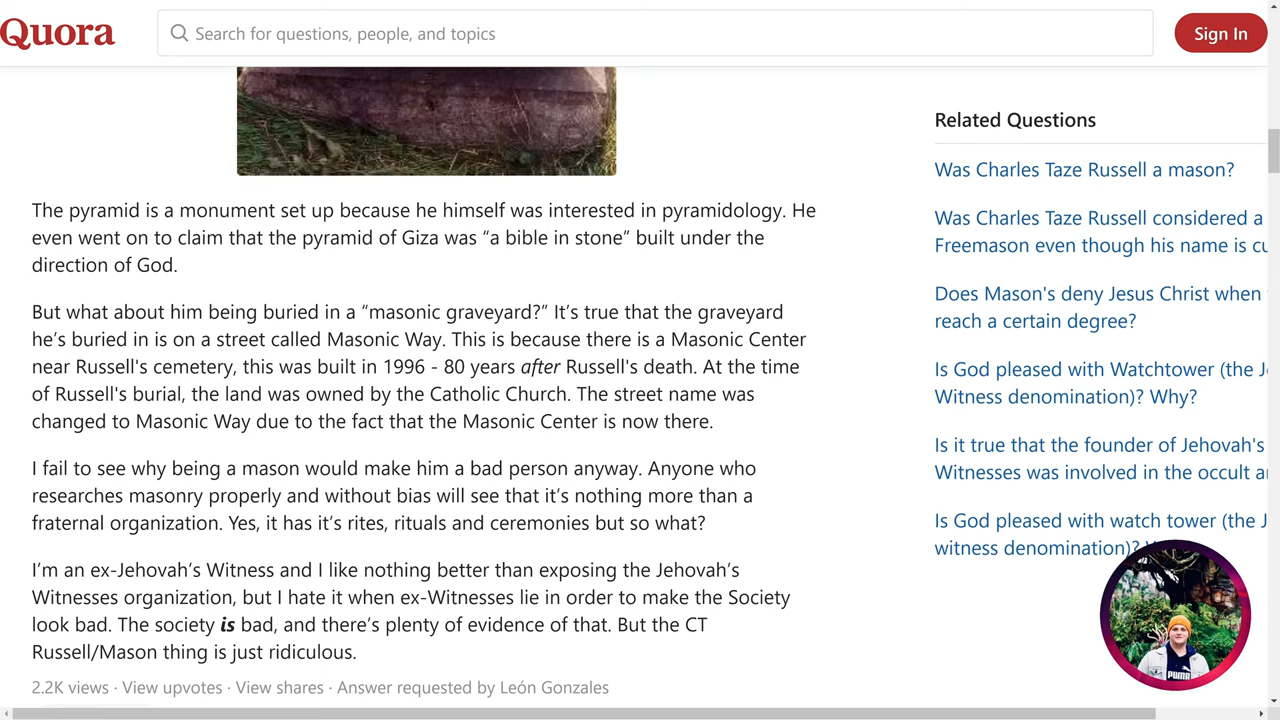 Quora
Search for questions, people, and topics
Sign In
The pyramid is a monument set up because he himself was interested in pyramidology. He
even went on to claim that the pyramid of Giza was “a bible in stone” built under the
direction of God.
But what about him being buried in a “masonic graveyard?” It’s true that the graveyard
he’s buried in is on a street called Masonic Way. This is because there is a Masonic Center
near Russell's cemetery, this was built in 1996 - 80 years after Russell's death. At the time
of Russell's burial, the land was owned by the Catholic Church. The street name was
changed to Masonic Way due to the fact that the Masonic Center is now there.
I fail to see why being a mason would make him a bad person anyway. Anyone who
researches masonry properly and without bias will see that it’s nothing more than a
fraternal organization. Yes, it has it’s rites, rituals and ceremonies but so what?
I’m an ex-Jehovah’s Witness and I like nothing better than exposing the Jehovah’s
Witnesses organization, but I hate it when ex-Witnesses lie in order to make the Society
look bad. The society is bad, and there’s plenty of evidence of that. But the CT
Russell/Mason thing is just ridiculous.
2.2K views · View upvotes · View shares · Answer requested by León Gonzales
Related Questions
Was Charles Taze Russell a mason?
Was Charles Taze Russell considered a
Freemason even though his name is
Does Mason's deny Jesus Christ when
reach a certain degree?
Is God pleased with Watchtower (the
Witness denomination)? Why?
Is it true that the founder of Jehovah's
Witnesses was involved in the occult
Is God pleased with watch tower (the
witness denomination)?
PUMA